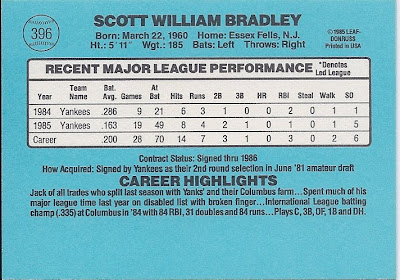 396
Team Name
SCOTT WILLIAM BRADLEY
Born: March 22, 1960 Home: Essex Fells, N.J.
Ht.: 5'11" Wgt.: 185 Bats: Left Throws: Right
© 1985 LEAF-
DONRUSS
Printed in USA
RECENT MAJOR LEAGUE PERFORMANCE *Denotes Led League
Year Team Name Bat. Avg. Games At Bat Hits Runs 2B 3B HR RBI Steal Walk SO
1984 Yankees .286 9 21 6 3 1 0 0 2 0 1 1
1985 Yankees .163 19 49 8 4 2 1 0 1 0 1 5
Career .200 28 70 14 7 3 1 0 3 0 2 6
Contract Status: Signed thru 1986
How Acquired: Signed by Yankees as their 2nd round selection in June '81 amateur draft
CAREER HIGHLIGHTS
Jack of all trades who split last season with Yanks' and their Columbus farm...Spent much of his
major league time last year on disabled list with broken finger...International League batting
champ (.335) at Columbus in '84 with 84 RBI, 31 doubles and 84 runs...Plays C, 3B, OF, 1B and DH.